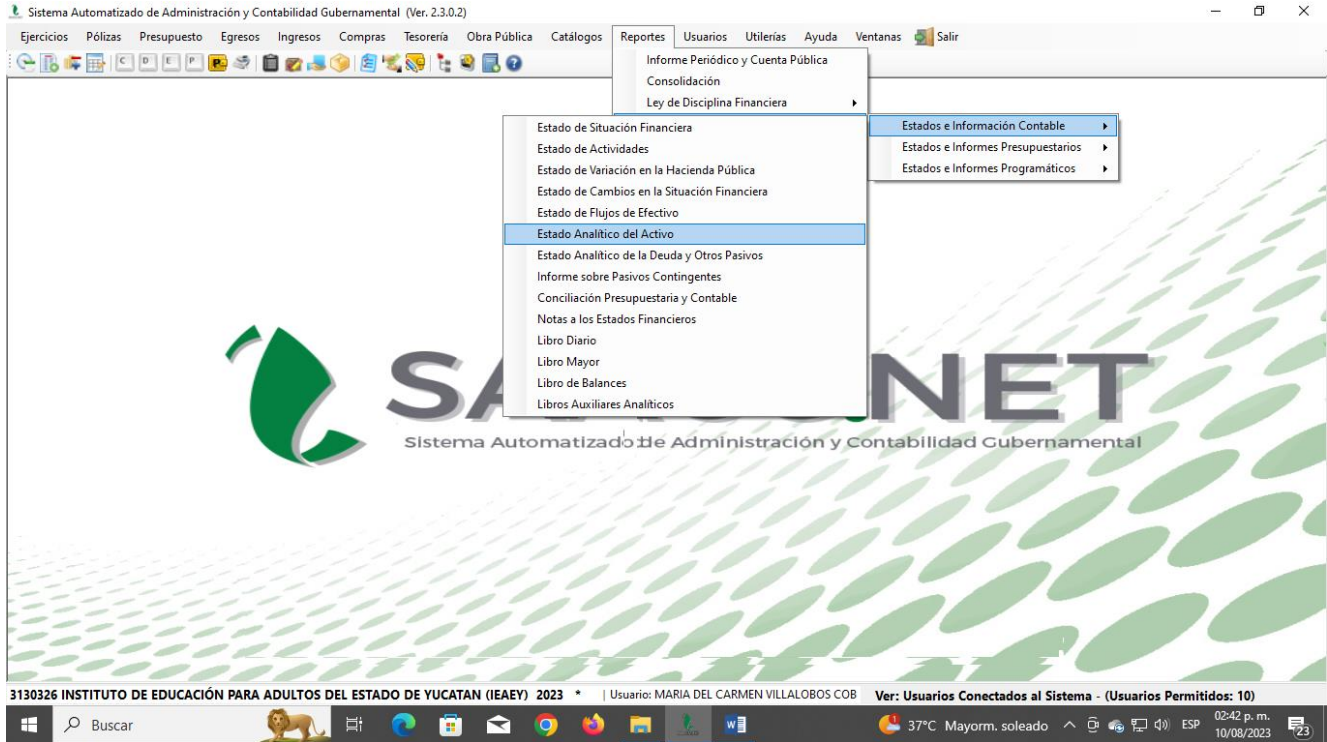 Sistema Automatizado de Administración y Contabilidad Gubernamental (Ver. 2.3.0.2)
Ejercicios Pólizas Presupuesto Egresos Ingresos Compras Tesorería Obra Pública Catálogos Reportes Usuarios Utilerías Ayuda Ventanas Salir
C D E P
Informe Periódico y Cuenta Pública
Consolidación
Ley de Disciplina Financiera
Estados e Información Contable
Estados e Informes Presupuestarios
Estados e Informes Programáticos
Estado de Situación Financiera
Estado de Actividades
Estado de Variación en la Hacienda Pública
Estado de Cambios en la Situación Financiera
Estado de Flujos de Efectivo
Estado Analítico del Activo
Estado Analítico de la Deuda y Otros Pasivos
Informe sobre Pasivos Contingentes
Conciliación Presupuestaria y Contable
Notas a los Estados Financieros
Libro Diario
Libro Mayor
Libro de Balances
Libros Auxiliares Analíticos
NET
Sistema Automatizado de Administración y Contabilidad Gubernamental
3130326 INSTITUTO DE EDUCACIÓN PARA ADULTOS DEL ESTADO DE YUCATAN (IEAEY) 2023 * | Usuario: MARIA DEL CARMEN VILLALOBOS COB Ver: Usuarios Conectados al Sistema - (Usuarios Permitidos: 10)
Buscar 37°C Mayorm. soleado ESP 02:42 p. m.
10/08/2023 23